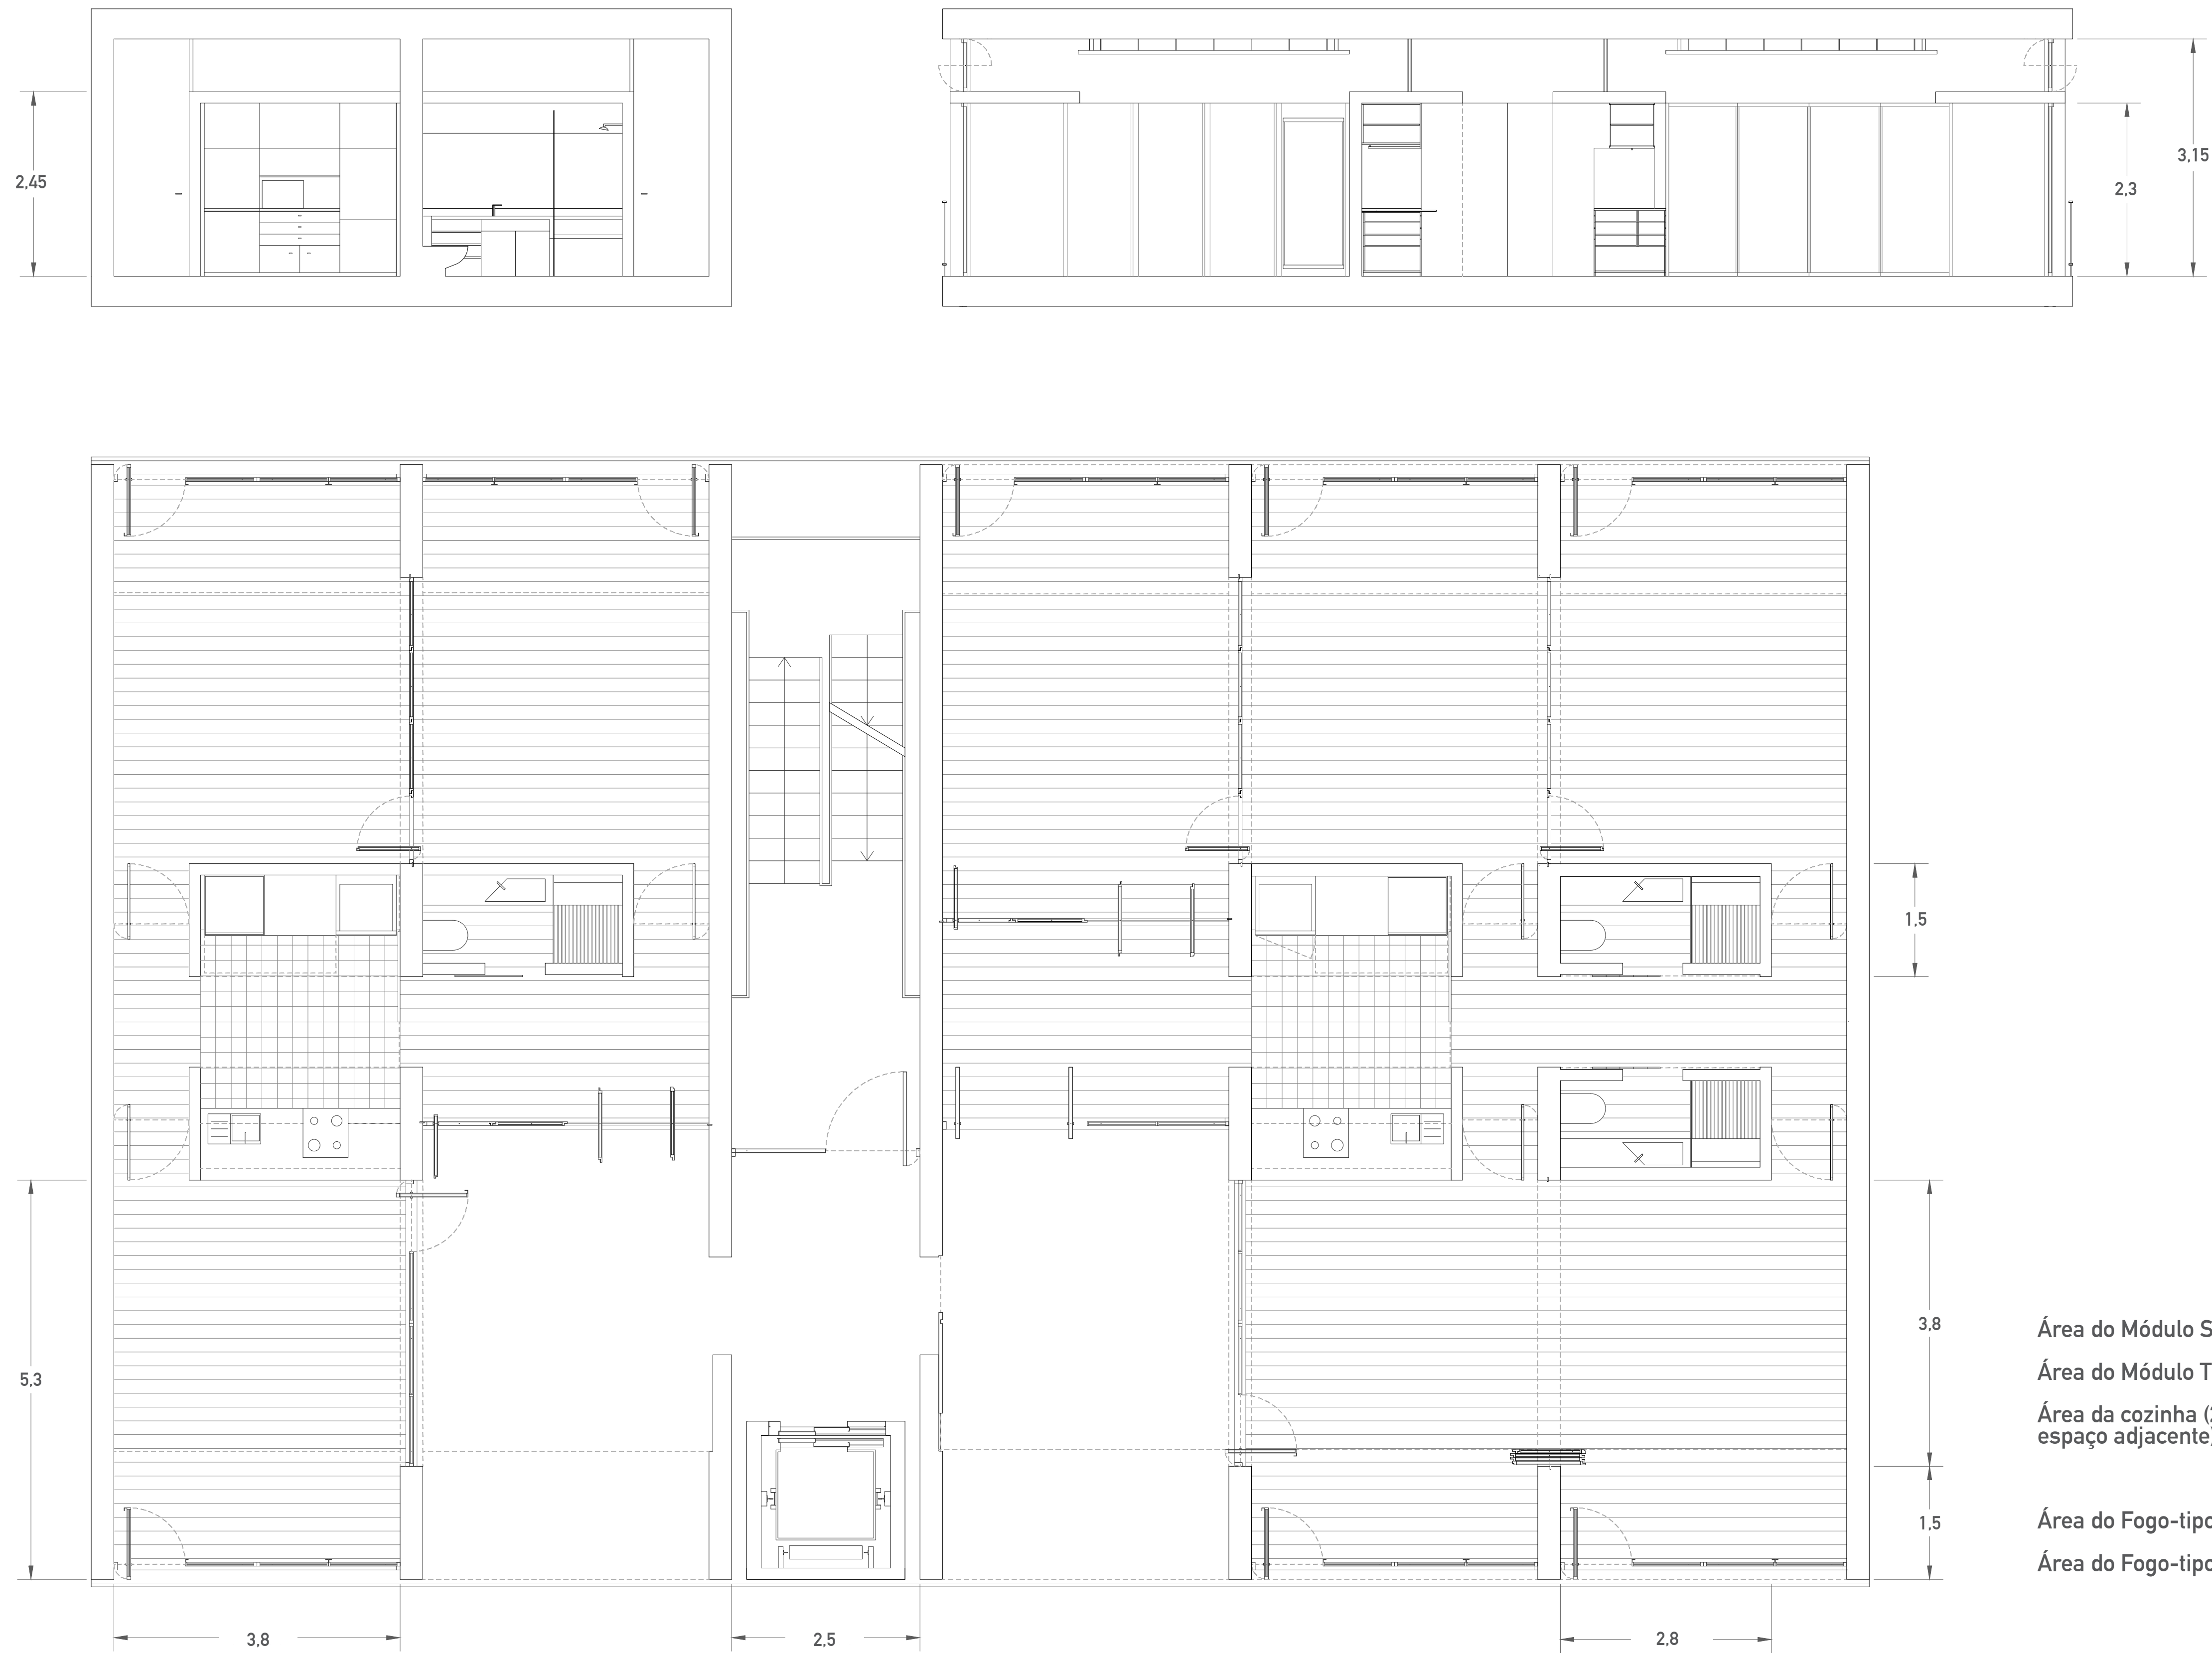 2,45
3,15
2,3
1,5
3,8
5,3
1,5
3,8
2,5
2,8
Área do Módulo
Área do Módulo
Área da cozinha
espaço adjacente)
Área do Fogo-tipo
Área do Fogo-tipo